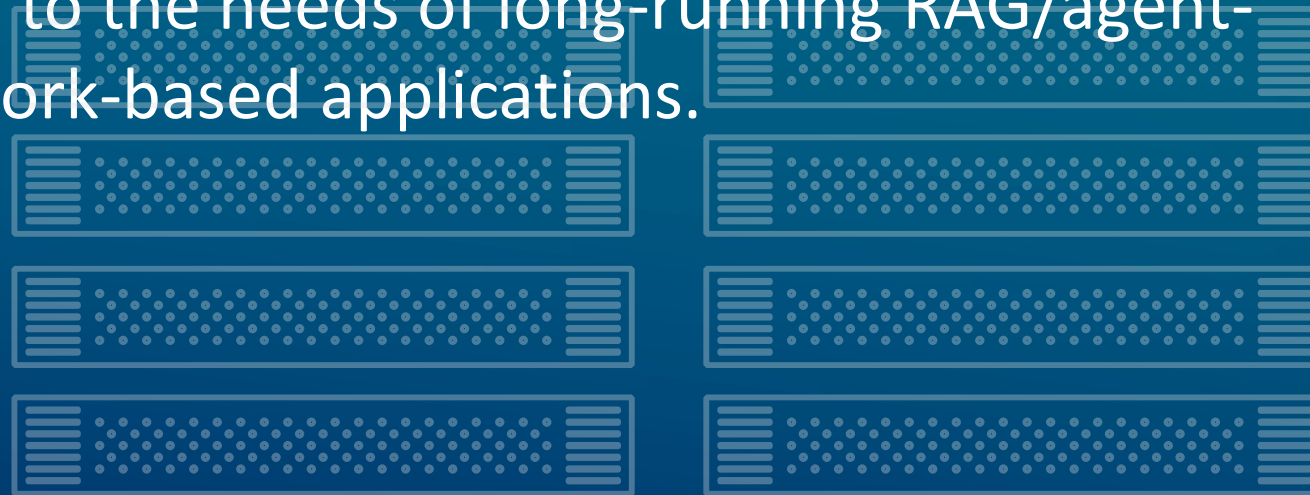 to the needs of long-running RAG/agent-
ork-based applications.